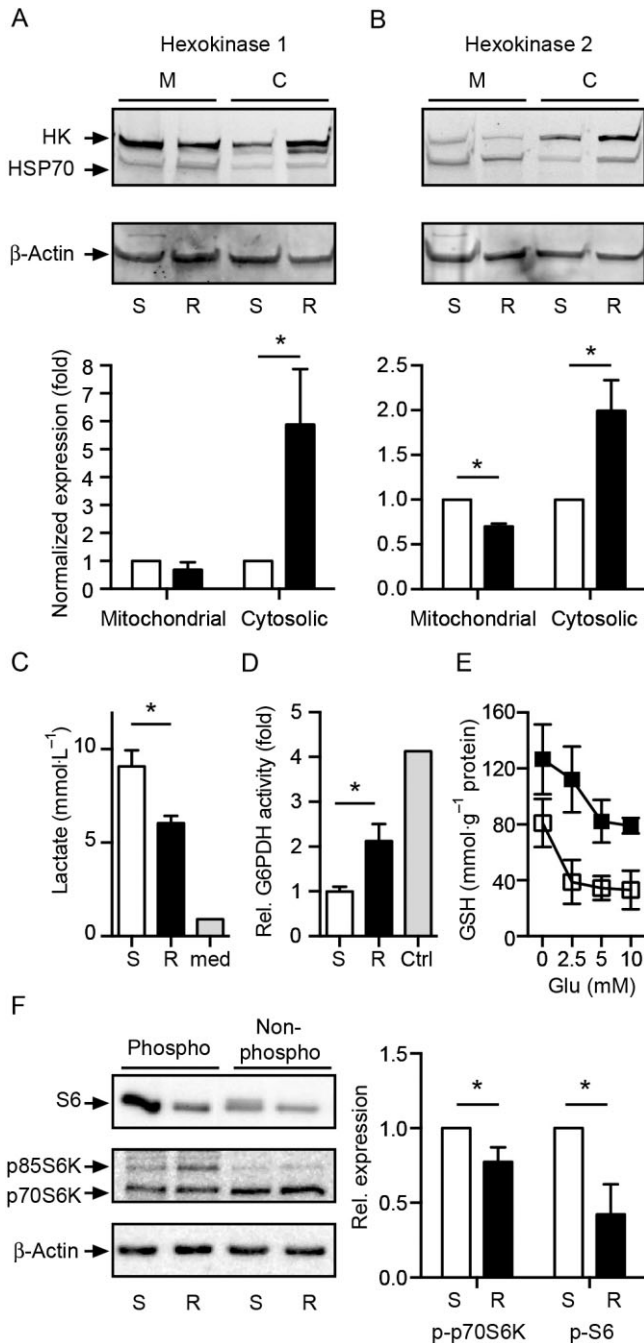 A
B
Hexokinase 1
Hexokinase 2
M C
M C
HK
HSP70
β-Actin
S R S R
S R S R
Normalized expression (fold)
8
7
6
5
4
3
2
1
0
*
Mitochondrial Cytosolic
2.5
2.0
1.5
1.0
0.5
0.0
*
*
Mitochondrial Cytosolic
C
Lactate (mmol·L⁻¹)
10
5
0
*
S R med
D
Rel. G6PDH activity (fold)
5
4
3
2
1
0
*
S R Ctrl
E
GSH (mmol·g⁻¹ protein)
160
120
80
40
0
0 2.5 5 10
Glu (mM)
F
Phospho
Non-
phospho
S6
p85S6K
p70S6K
β-Actin
S R S R
Rel. expression
1.5
1.0
0.5
0.0
* *
S R S R
p-p70S6K p-S6